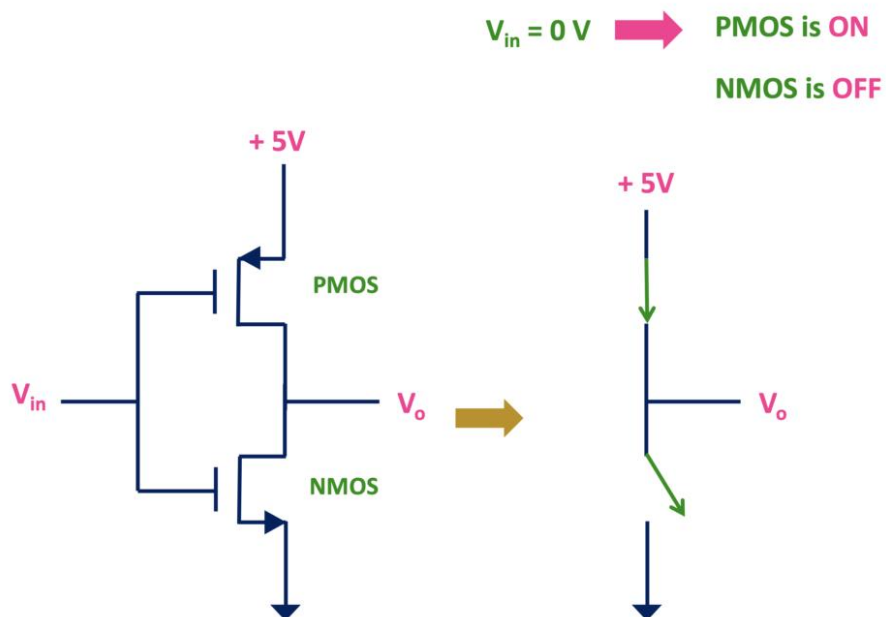 V_in = 0 V PMOS is ON
NMOS is OFF
+ 5V
+ 5V
PMOS
V_in
V_o
V_o
NMOS